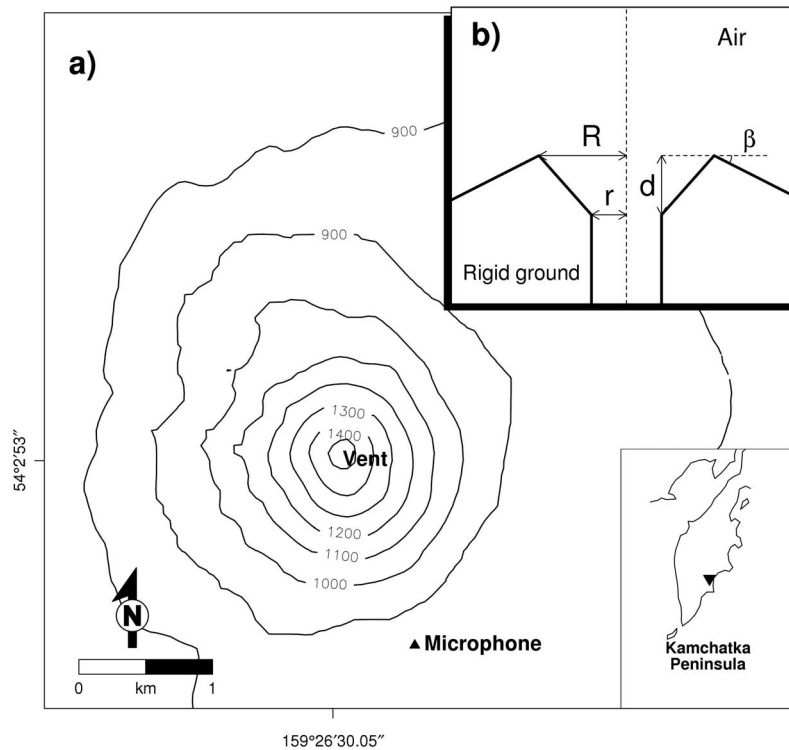 a)
900
900
1300
1400
Vent
1200
1100
1000
54°2'53"
N
0 km 1
Microphone
159°26'30.05"
b)
Air
R
β
r
d
Rigid ground
Kamchatka
Peninsula